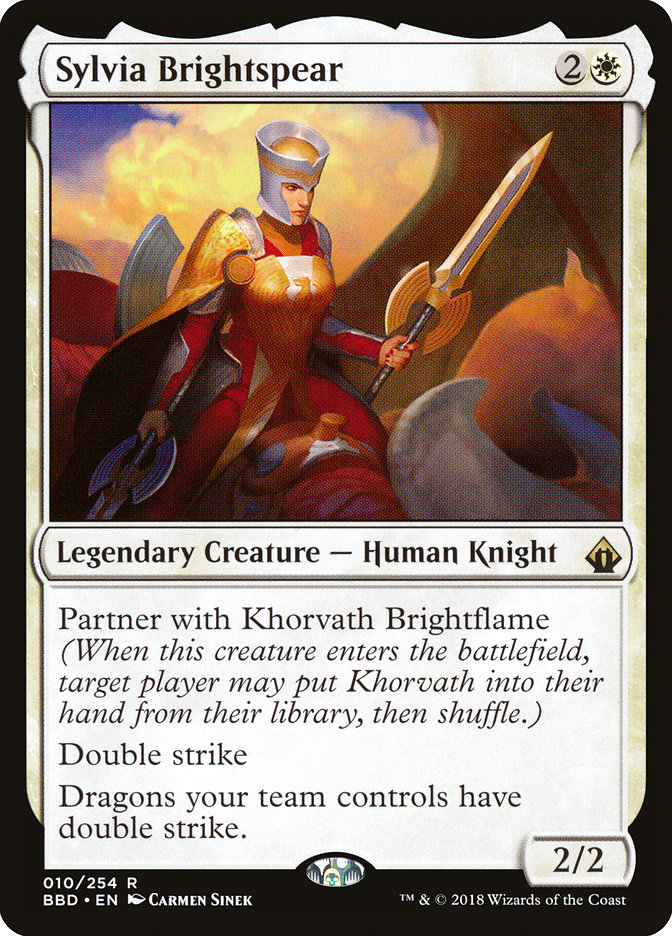 Sylvia Brightspear 2
Legendary Creature — Human Knight
Partner with Khorvath Brightflame
(When this creature enters the battlefield,
target player may put Khorvath into their
hand from their library, then shuffle.)
Double strike
Dragons your team controls have
double strike.
2/2
010/254 R
BBD • EN Carmen Sinek
™ & © 2018 Wizards of the Coast